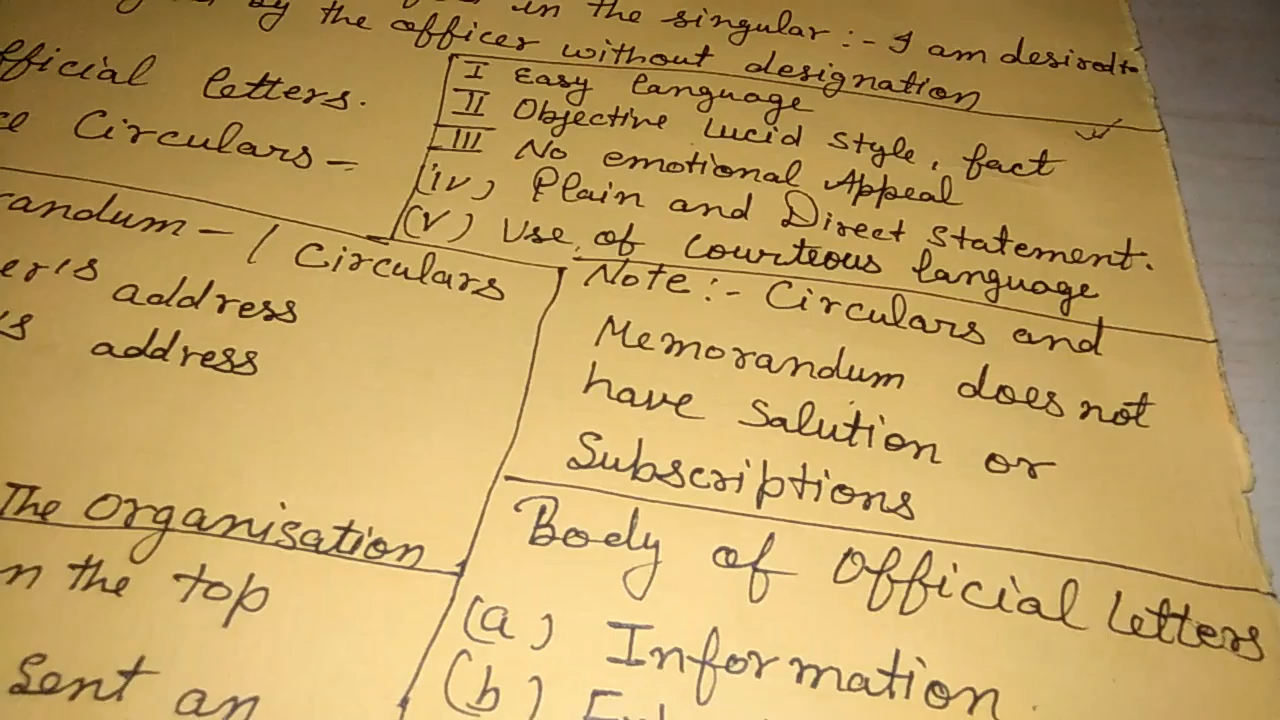 in the singular :- I am desired to
by the officer without designation
official letters.
Circulars -
I Easy language
II Objective Lucid style, fact
III No emotional Appeal
(iv) Plain and Direct statement.
(v) Use of courteous language
randum - / Circulars
er's address
's address
Note :- Circulars and
Memorandum does not
have salution or
Subscriptions
The Organisation
n the top
Sent an
Body of Official Letters
(a) Information
(b)